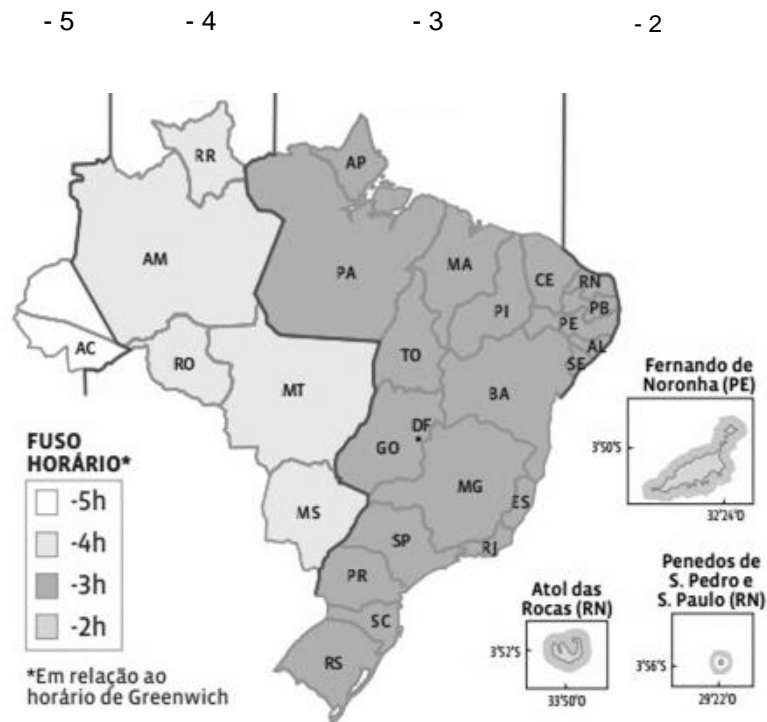 - 5 - 4 - 3 - 2
RR
AP
AM
PA
MA
CE
RN
PB
PI
PE
AL
SE
AC
RO
TO
MT
BA
DF
GO
MG
ES
MS
SP
RJ
PR
SC
RS
FUSO
HORÁRIO*
-5h
-4h
-3h
-2h
*Em relação ao
horário de Greenwich
Fernando de
Noronha (PE)
3°50'S
32°24'O
Atol das
Rocas (RN)
3°52'S
33°50'O
Penedos de
S. Pedro e
S. Paulo (RN)
3°56'S
29°22'O